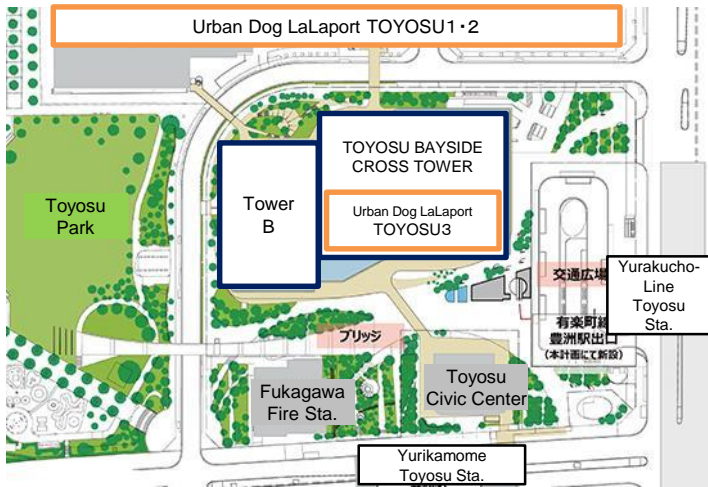 Urban Dog LaLaport TOYOSU1・2
TOYOSU BAYSIDE
CROSS TOWER
Tower
B
Urban Dog LaLaport
TOYOSU3
Toyosu
Park
交通広場
Yurakucho-
Line
Toyosu
Sta.
有楽町線
豊洲駅出口
(本計画にて新設)
ブリッジ
Fukagawa
Fire Sta.
Toyosu
Civic Center
Yurikamome
Toyosu Sta.